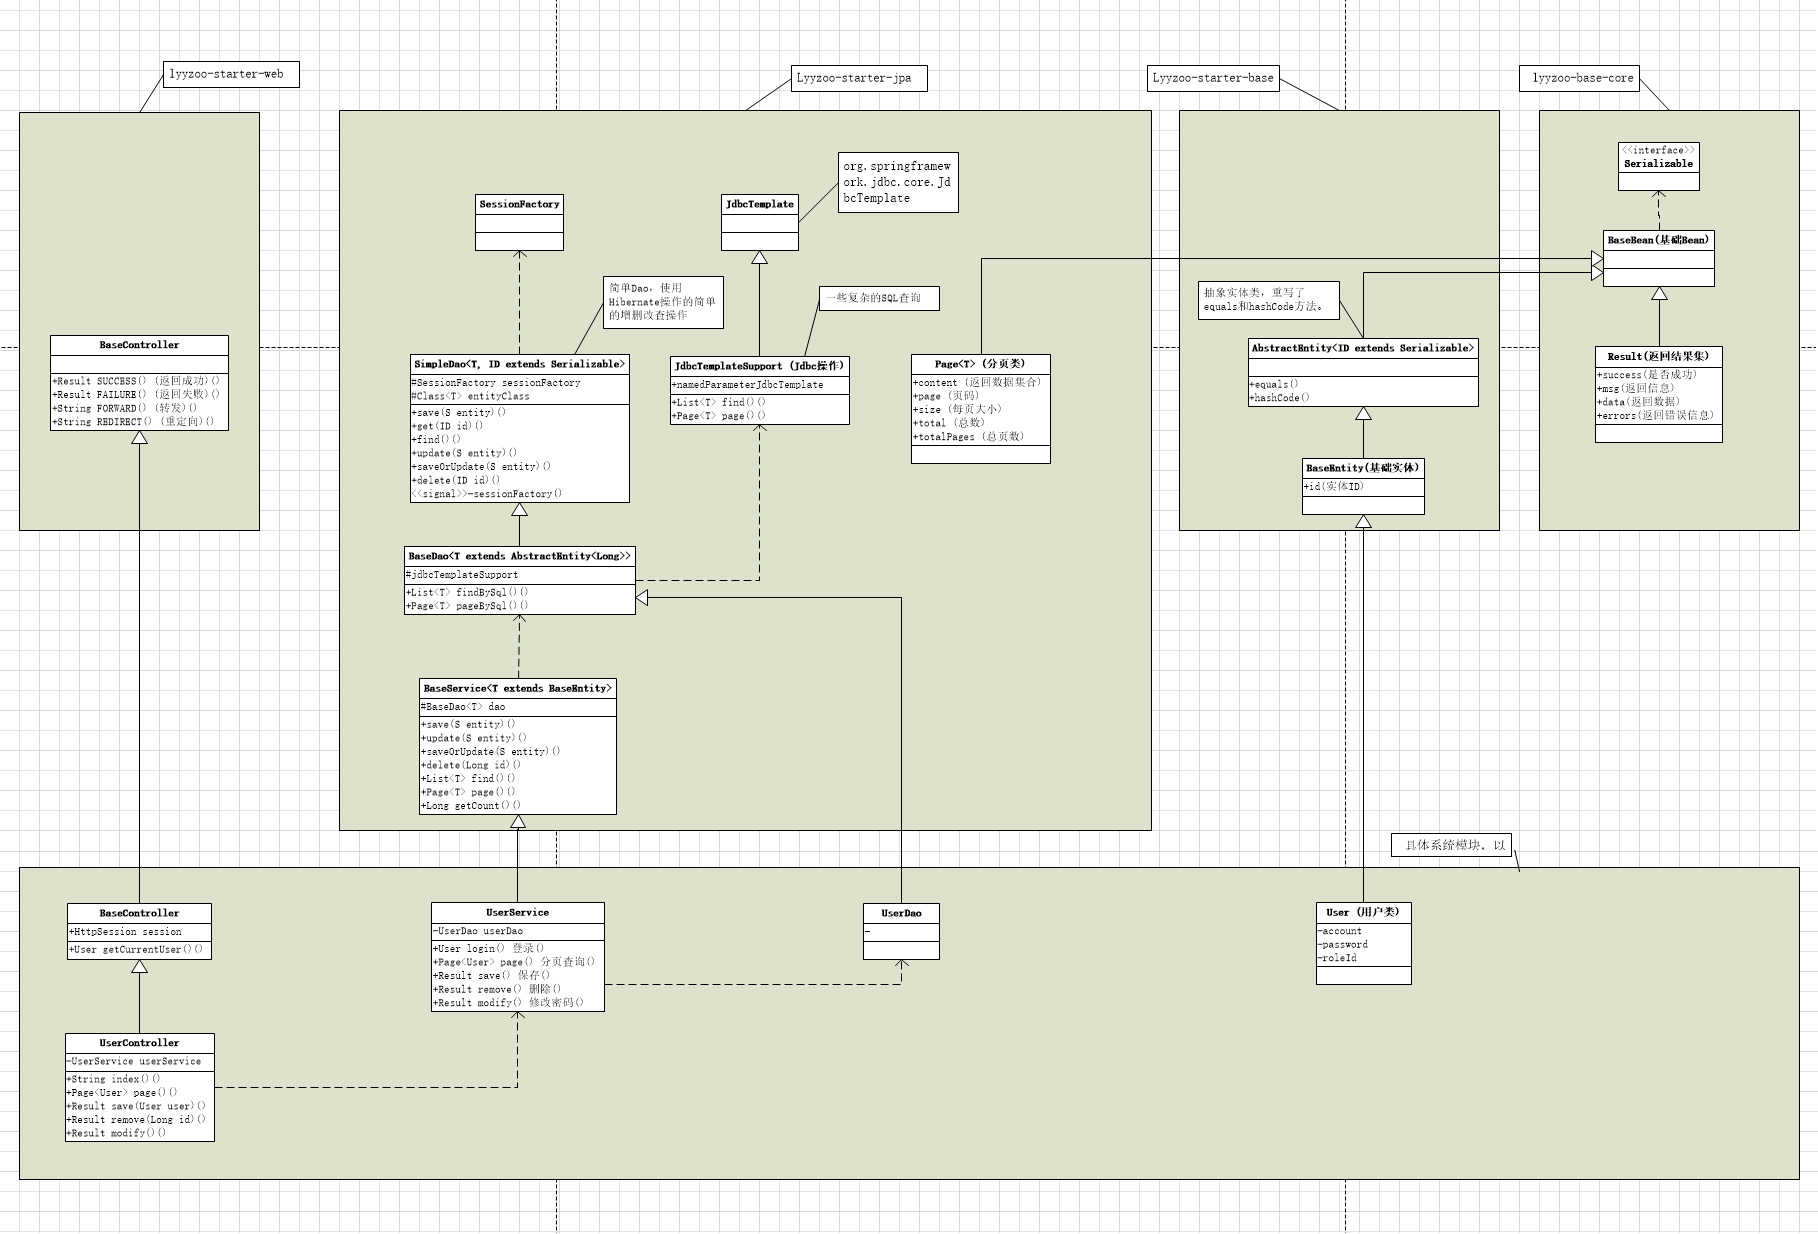 lyyzoo-starter-web
Lyyzoo-starter-jpa
Lyyzoo-starter-base
lyyzoo-base-core
BaseController
+Result SUCCESS() (返回成功)()
+Result FAILURE() (返回失败)()
+String FORWARD() (转发)()
+String REDIRECT() (重定向)()
SessionFactory
JdbcTemplate
org.springframew
ork.jdbc.core.Jd
bcTemplate
简单Dao，使用
Hibernate操作的简单
的增删改查操作
一些复杂的SQL查询
SimpleDao<T, ID extends Serializable>
#SessionFactory sessionFactory
#Class<T> entityClass
+save(S entity)()
+get(ID id)()
+find()()
+update(S entity)()
+saveOrUpdate(S entity)()
+delete(ID id)()
<<signal>>-sessionFactory()
JdbcTemplateSupport (Jdbc操作)
+namedParameterJdbcTemplate
+List<T> find()()
+Page<T> page()()
Page<T> (分页类)
+content (返回数据集合)
+page (页码)
+size (每页大小)
+total (总数)
+totalPages (总页数)
BaseDao<T extends AbstractEntity<Long>>
#jdbcTemplateSupport
+List<T> findBySql()()
+Page<T> pageBySql()()
BaseService<T extends BaseEntity>
#BaseDao<T> dao
+save(S entity)()
+update(S entity)()
+saveOrUpdate(S entity)()
+delete(Long id)()
+List<T> find()()
+Page<T> page()()
+Long getCount()()
抽象实体类，重写了
equals和hashCode方法。
AbstractEntity<ID extends Serializable>
+equals()
+hashCode()
BaseEntity(基础实体)
+id(实体ID)
<<interface>>
Serializable
BaseBean(基础Bean)
Result(返回结果集)
+success(是否成功)
+msg(返回信息)
+data(返回数据)
+errors(返回错误信息)
具体系统模块，以
BaseController
+HttpSession session
+User getCurrentUser()()
UserController
-UserService userService
+String index()()
+Page<User> page()()
+Result save(User user)()
+Result remove(Long id)()
+Result modify()()
UserService
-UserDao userDao
+User login() 登录()
+Page<User> page() 分页查询()
+Result save() 保存()
+Result remove() 删除()
+Result modify() 修改密码()
UserDao
-
User (用户类)
-account
-password
-roleId